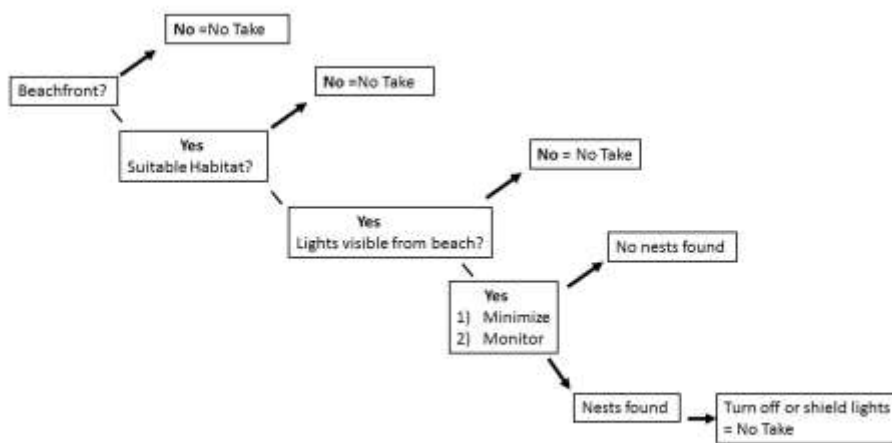 No =No Take
Beachfront?
No =No Take
Yes
Suitable Habitat?
No = No Take
Yes
Lights visible from beach?
No nests found
Yes
1) Minimize
2) Monitor
Nests found
Turn off or shield lights
= No Take